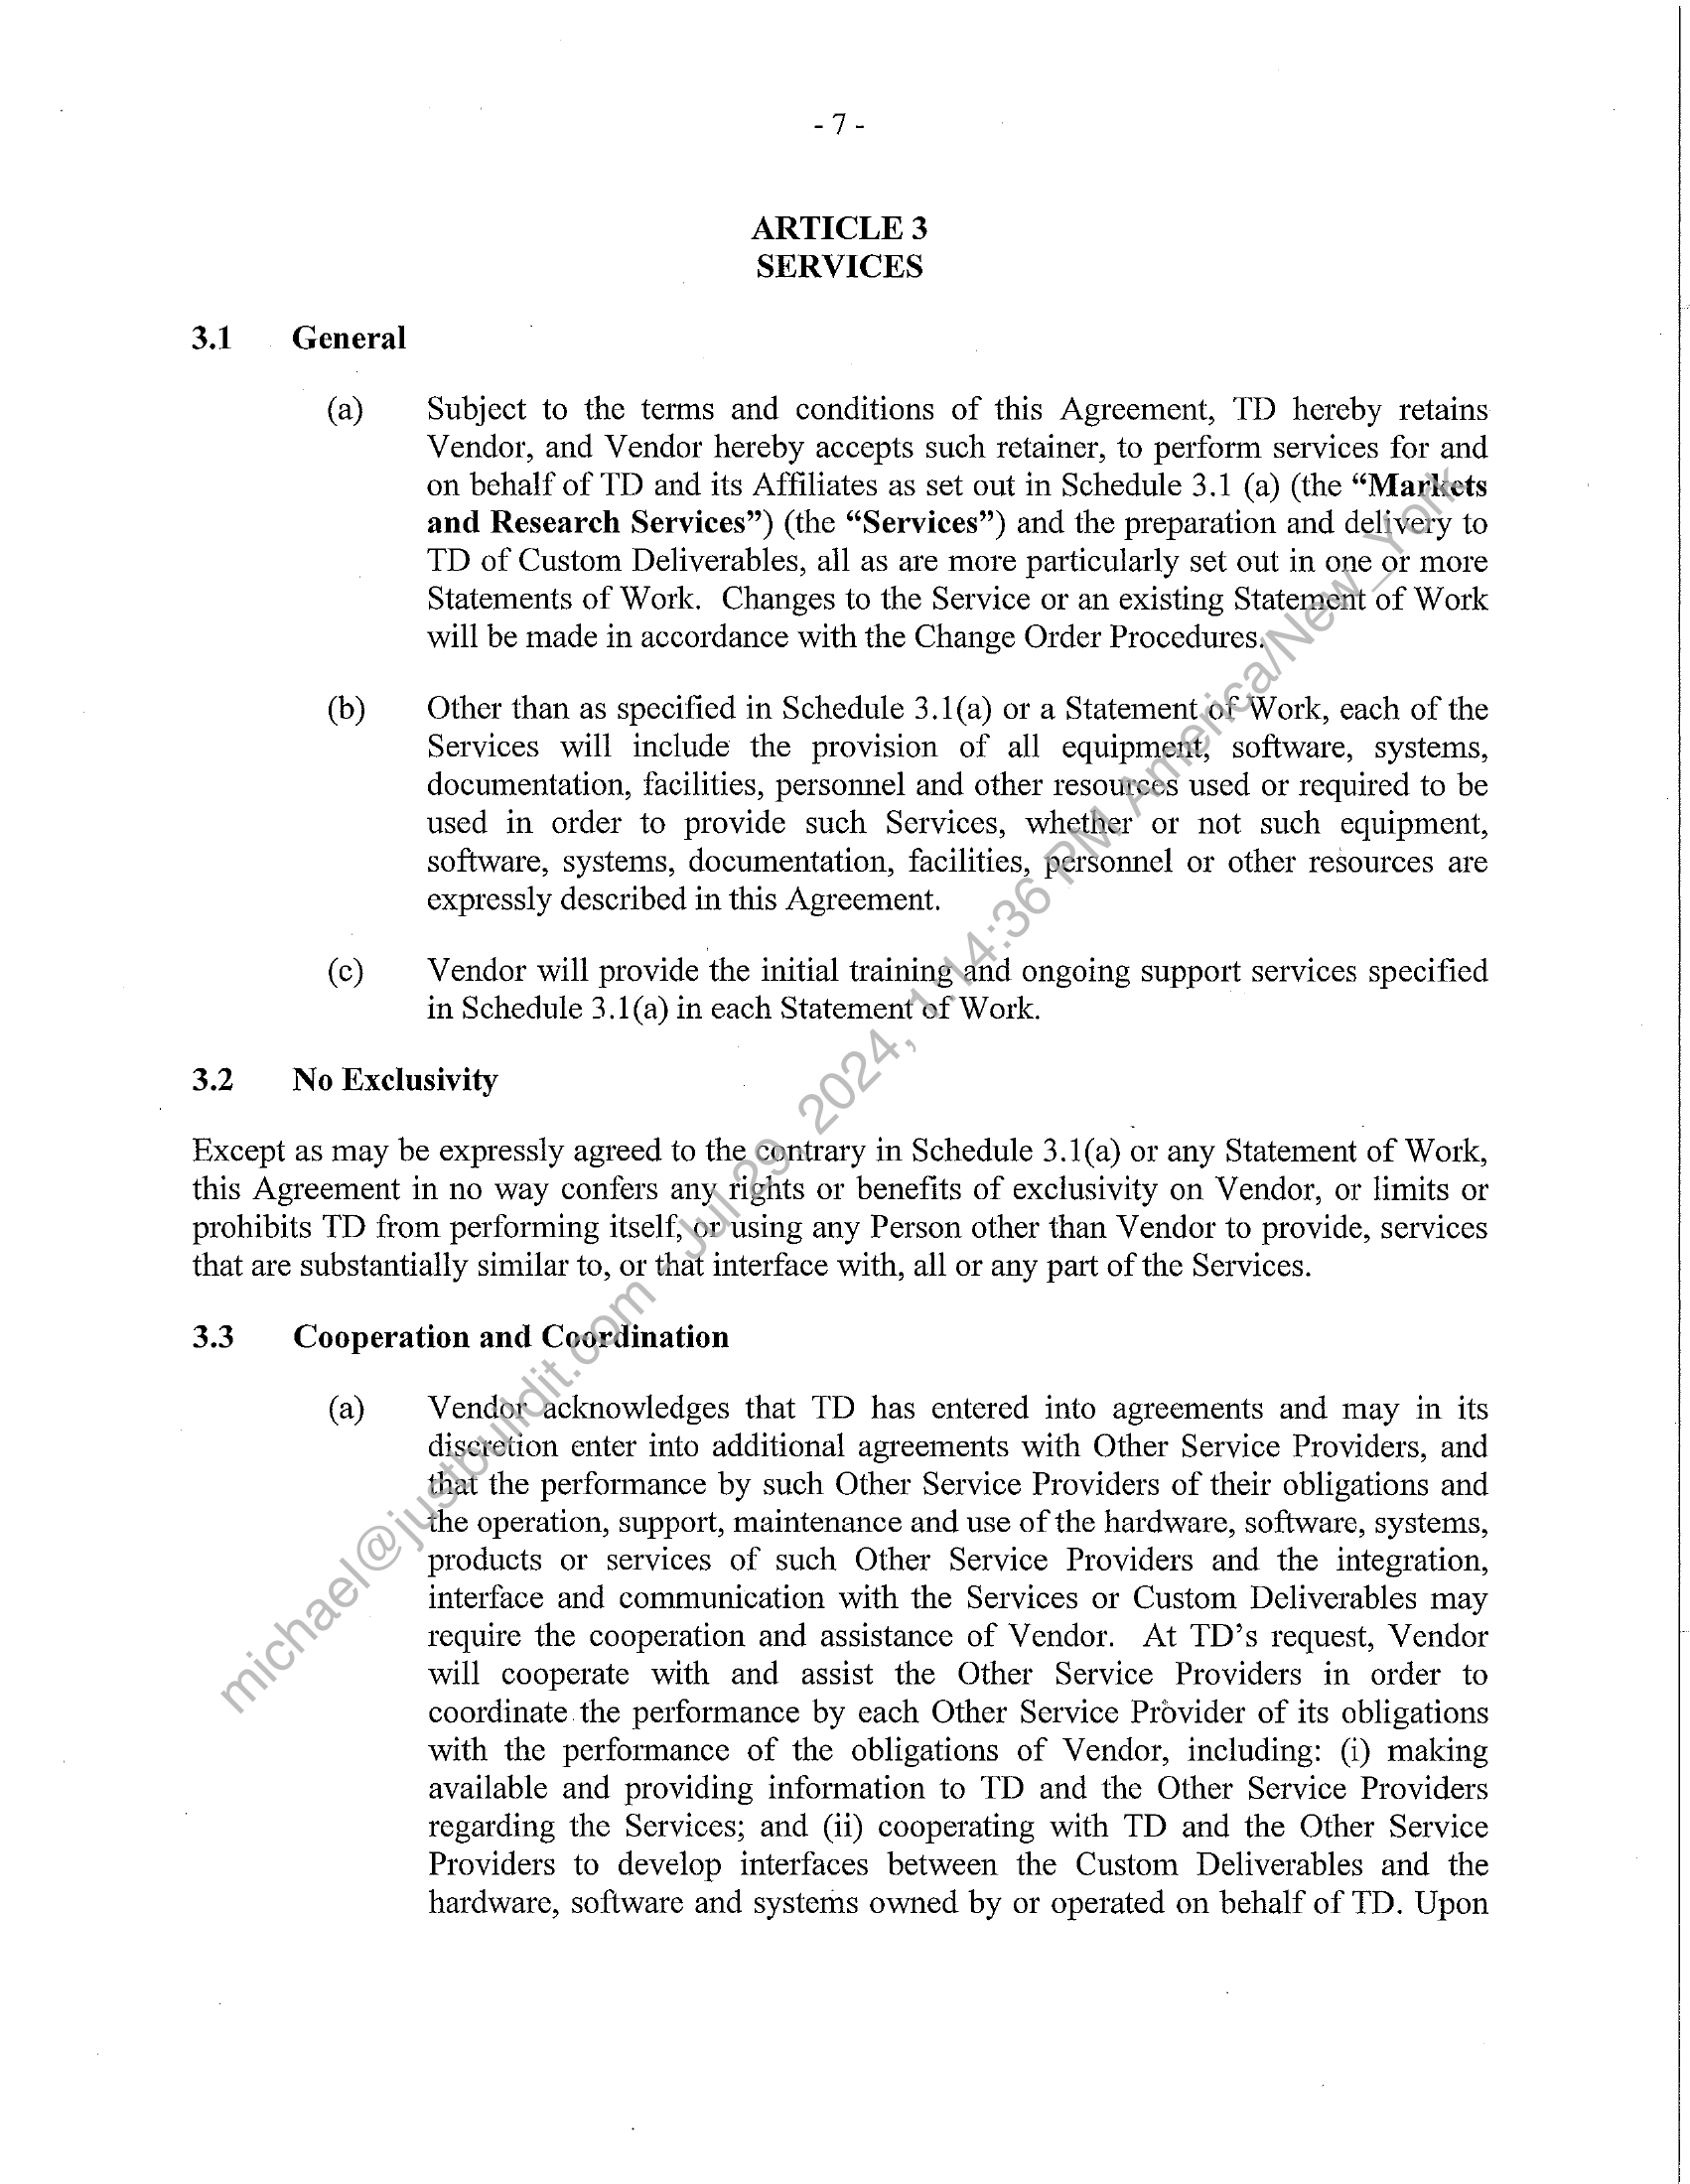 - 7 -
ARTICLE 3
SERVICES
3.1 General
(a) Subject to the terms and conditions of this Agreement, TD hereby retains
Vendor, and Vendor hereby accepts such retainer, to perform services for and
on behalf of TD and its Affiliates as set out in Schedule 3.1 (a) (the “Markets
and Research Services”) (the “Services”) and the preparation and delivery to
TD of Custom Deliverables, all as are more particularly set out in one or more
Statements of Work. Changes to the Service or an existing Statement of Work
will be made in accordance with the Change Order Procedures.
(b) Other than as specified in Schedule 3.1(a) or a Statement of Work, each of the
Services will include the provision of all equipment, software, systems,
documentation, facilities, personnel and other resources used or required to be
used in order to provide such Services, whether or not such equipment,
software, systems, documentation, facilities, personnel or other resources are
expressly described in this Agreement.
(c) Vendor will provide the initial training and ongoing support services specified
in Schedule 3.1(a) in each Statement of Work.
3.2 No Exclusivity
Except as may be expressly agreed to the contrary in Schedule 3.1(a) or any Statement of Work,
this Agreement in no way confers any rights or benefits of exclusivity on Vendor, or limits or
prohibits TD from performing itself, or using any Person other than Vendor to provide, services
that are substantially similar to, or that interface with, all or any part of the Services.
3.3 Cooperation and Coordination
(a) Vendor acknowledges that TD has entered into agreements and may in its
discretion enter into additional agreements with Other Service Providers, and
that the performance by such Other Service Providers of their obligations and
the operation, support, maintenance and use of the hardware, software, systems,
products or services of such Other Service Providers and the integration,
interface and communication with the Services or Custom Deliverables may
require the cooperation and assistance of Vendor. At TD’s request, Vendor
will cooperate with and assist the Other Service Providers in order to
coordinate the performance by each Other Service Provider of its obligations
with the performance of the obligations of Vendor, including: (i) making
available and providing information to TD and the Other Service Providers
regarding the Services; and (ii) cooperating with TD and the Other Service
Providers to develop interfaces between the Custom Deliverables and the
hardware, software and systems owned by or operated on behalf of TD. Upon
michael@justbuildit.com - Jul 29, 2024, 1:14:36 PM America/New_York